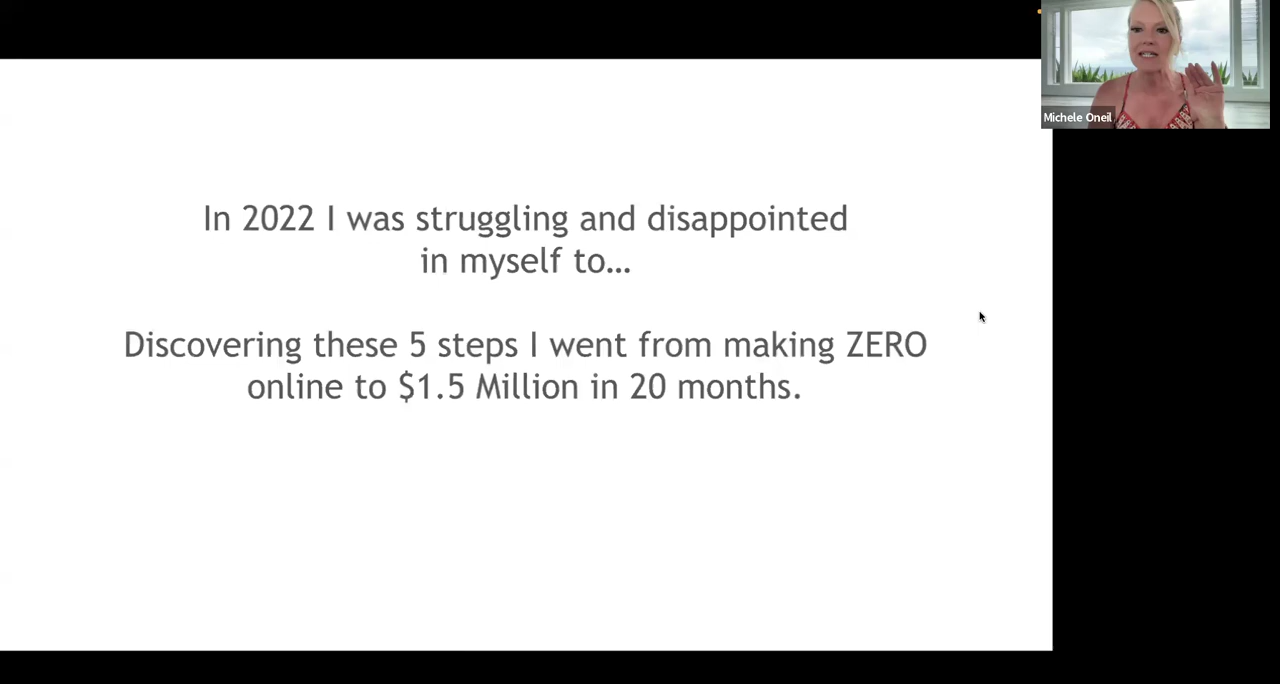 Michele Oneil
In 2022 I was struggling and disappointed
in myself to...
Discovering these 5 steps I went from making ZERO
online to $1.5 Million in 20 months.